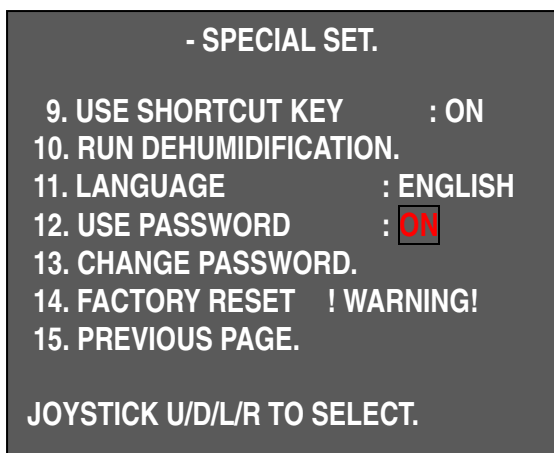 - SPECIAL SET.
9. USE SHORTCUT KEY : ON
10. RUN DEHUMIDIFICATION.
11. LANGUAGE : ENGLISH
12. USE PASSWORD : ON
13. CHANGE PASSWORD.
14. FACTORY RESET ! WARNING!
15. PREVIOUS PAGE.
JOYSTICK U/D/L/R TO SELECT.